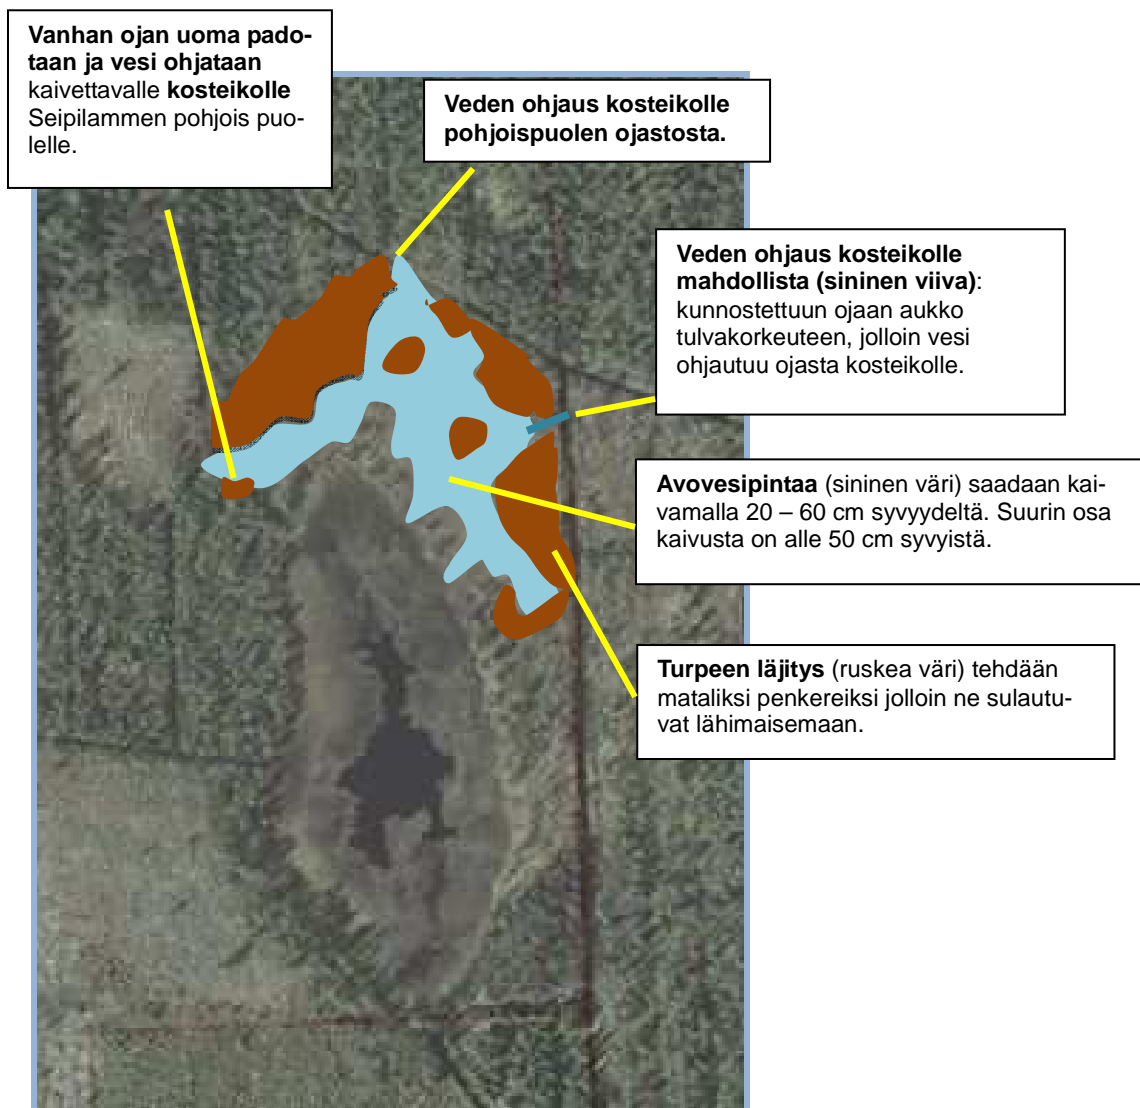 Vanhan ojan uoma pado-
taan ja vesi ohjataan
kaivettavalle kosteikolle
Seipilammen pohjois puo-
lelle.
Veden ohjaus kosteikolle
pohjoispuolen ojastosta.
Veden ohjaus kosteikolle
mahdollista (sininen viiva):
kunnostettuun ojaan aukko
tulvakorkeuteen, jolloin vesi
ohjautuu ojasta kosteikolle.
Avovesipintaa (sininen väri) saadaan kai-
vamalla 20 – 60 cm syvyydeltä. Suurin osa
kaivusta on alle 50 cm syvyistä.
Turpeen läjitys (ruskea väri) tehdään
mataliksi penkereiksi jolloin ne sulautu-
vat lähimaisemaan.